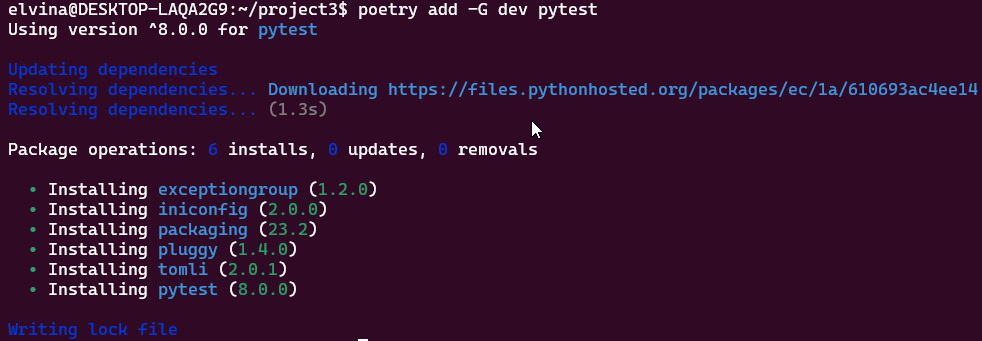 elvina@DESKTOP-LAQA2G9:~/project3$ poetry add -G dev pytest
Using version ^8.0.0 for pytest
Updating dependencies
Resolving dependencies... Downloading https://files.pythonhosted.org/packages/ec/1a/610693ac4ee14
Resolving dependencies... (1.3s)
Package operations: 6 installs, 0 updates, 0 removals
• Installing exceptiongroup (1.2.0)
• Installing iniconfig (2.0.0)
• Installing packaging (23.2)
• Installing pluggy (1.4.0)
• Installing tomli (2.0.1)
• Installing pytest (8.0.0)
Writing lock file